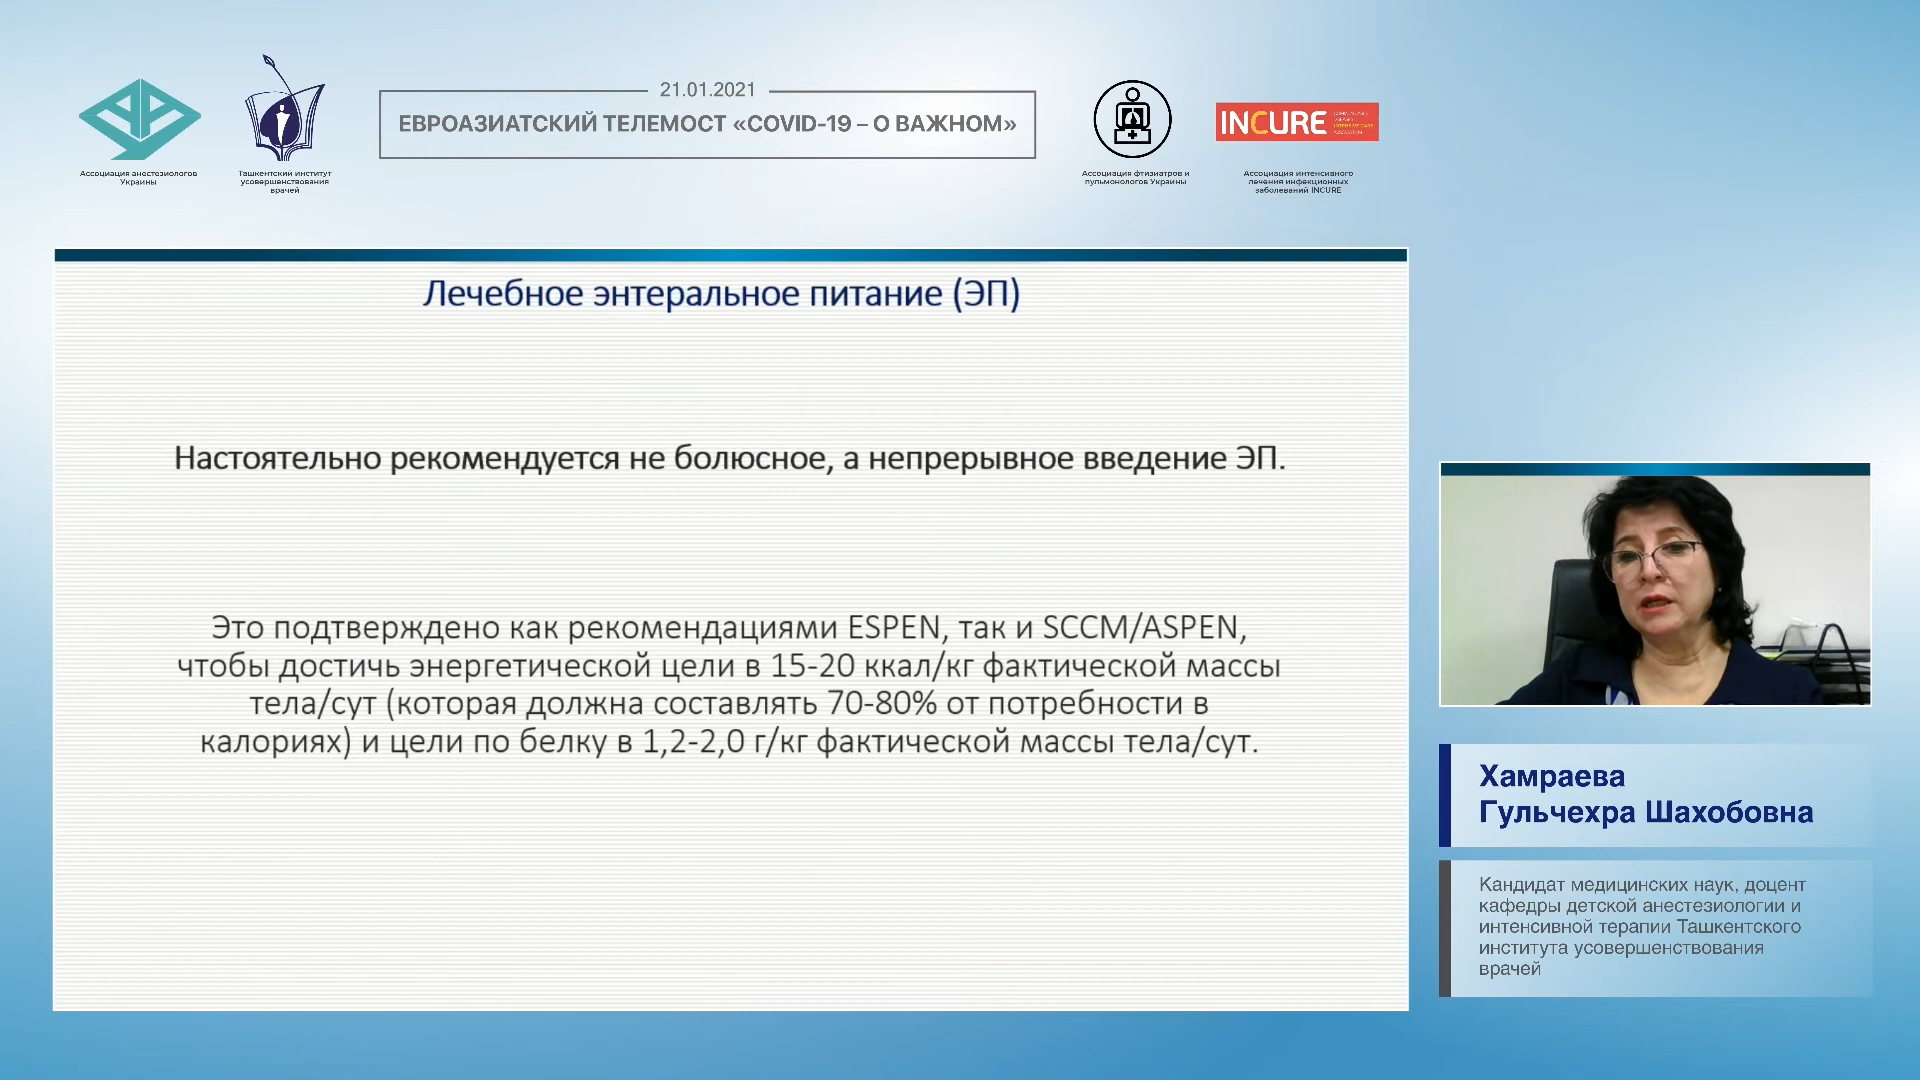 21.01.2021
ЕВРОАЗИАТСКИЙ ТЕЛЕМОСТ «COVID-19 – О ВАЖНОМ»
Ассоциация анестезиологов
Украины
Ташкентский институт
усовершенствования
врачей
Ассоциация фтизиатров и
пульмонологов Украины
INCURE
Ассоциация интенсивного
лечения инфекционных
заболеваний INCURE
Лечебное энтеральное питание (ЭП)
Настоятельно рекомендуется не болюсное, а непрерывное введение ЭП.
Это подтверждено как рекомендациями ESPEN, так и SCCM/ASPEN,
чтобы достичь энергетической цели в 15-20 ккал/кг фактической массы
тела/сут (которая должна составлять 70-80% от потребности в
калориях) и цели по белку в 1,2-2,0 г/кг фактической массы тела/сут.
Хамраева
Гульчехра Шахобовна
Кандидат медицинских наук, доцент
кафедры детской анестезиологии и
интенсивной терапии Ташкентского
института усовершенствования
врачей